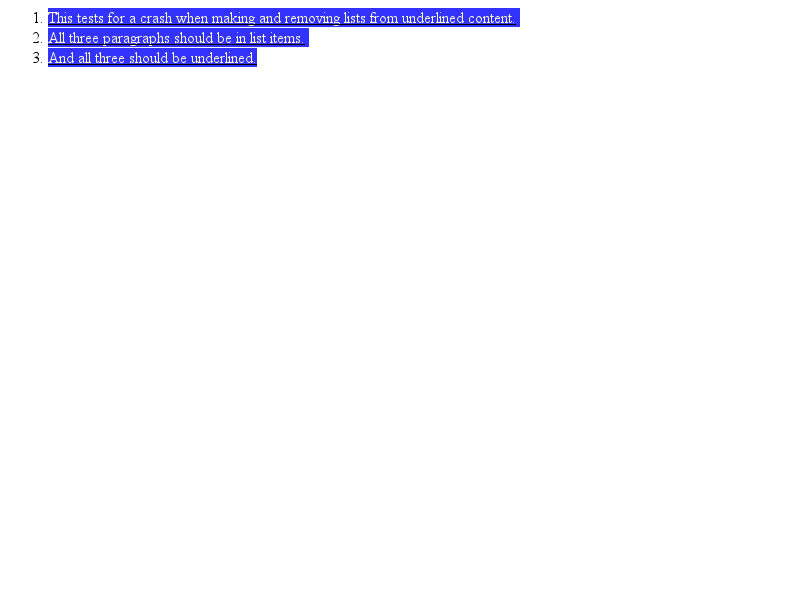 1. This tests for a crash when making and removing lists from underlined content.
2. All three paragraphs should be in list items.
3. And all three should be underlined.